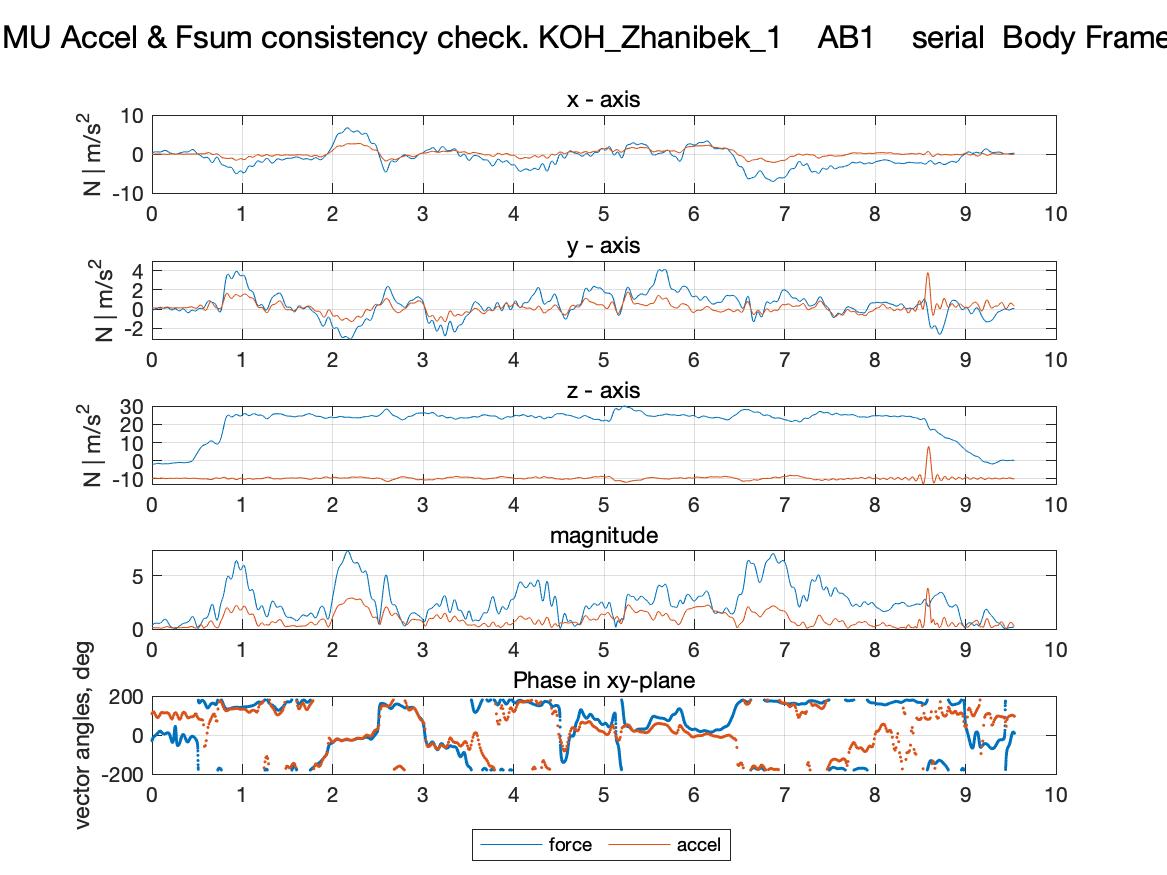 MU Accel & Fsum consistency check. KOH_Zhanibek_1 AB1 serial Body Frame
x - axis
N | m/s2
10
0
-10
0 1 2 3 4 5 6 7 8 9 10
y - axis
N | m/s2
4
2
0
-2
0 1 2 3 4 5 6 7 8 9 10
z - axis
N | m/s2
30
20
10
0
-10
0 1 2 3 4 5 6 7 8 9 10
magnitude
5
0
0 1 2 3 4 5 6 7 8 9 10
Phase in xy-plane
vector angles, deg
200
0
-200
0 1 2 3 4 5 6 7 8 9 10
force accel